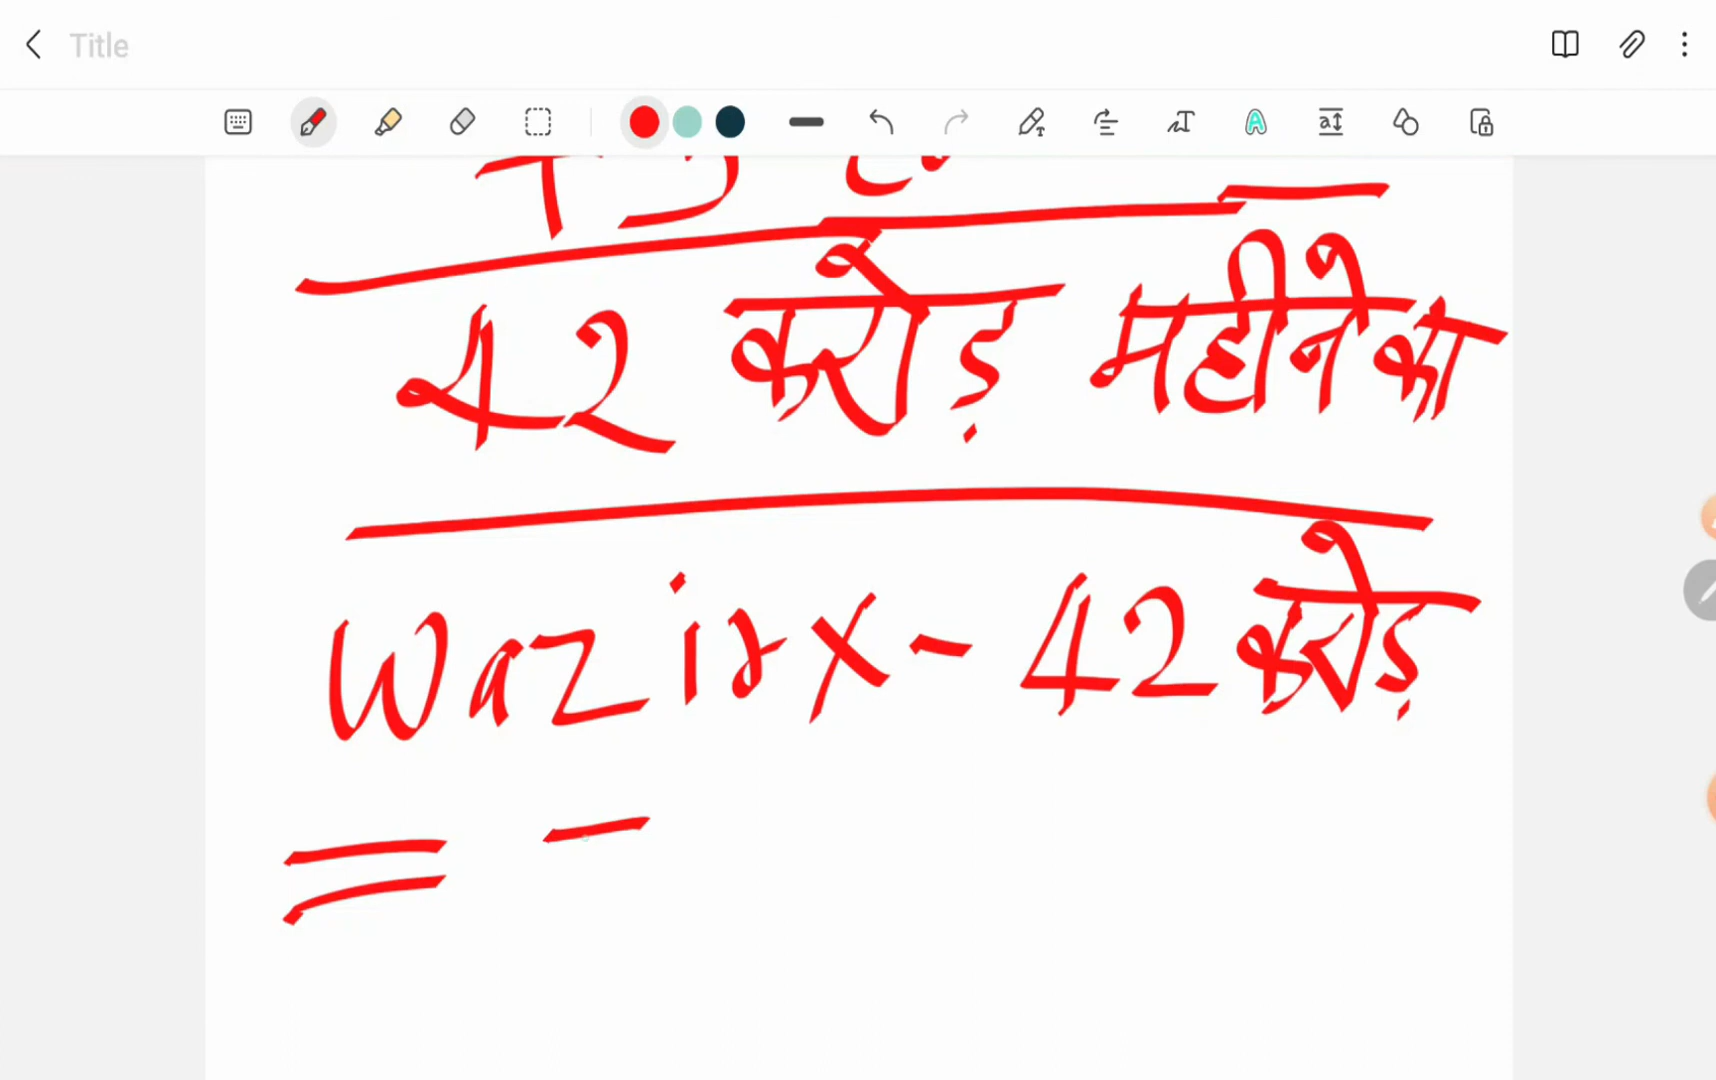 Title
42 करोड़ महीने का
Wazirx - 42 करोड़
=